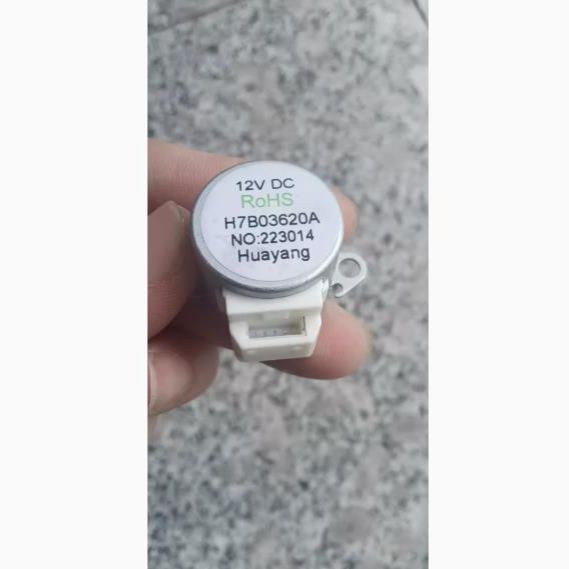 12V DC
RoHS
H7B03620A
NO:223014
Huayang